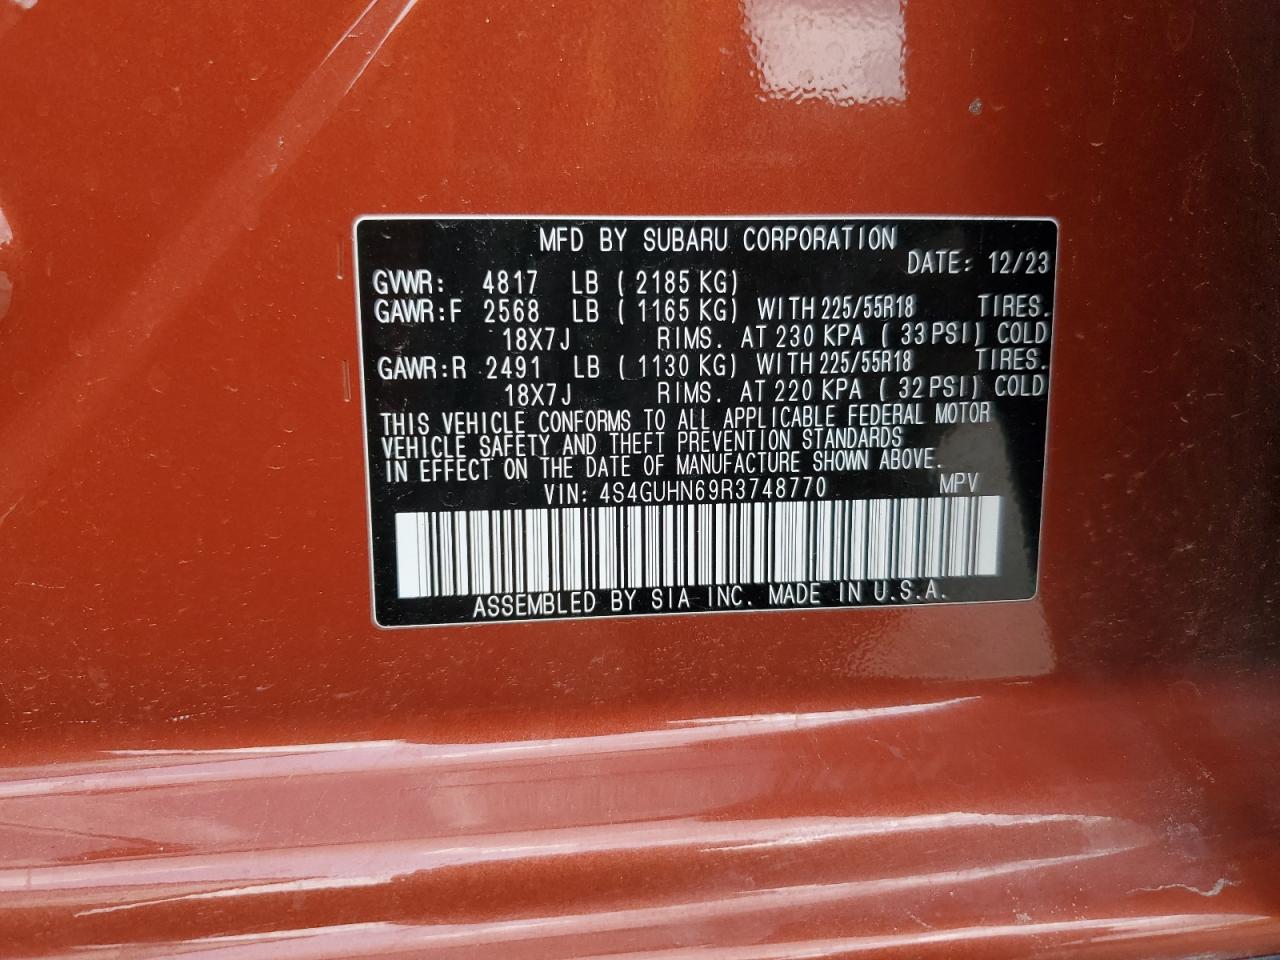 MFD BY SUBARU CORPORATION
DATE: 12/23
GVWR: 4817 LB ( 2185 KG)
GAWR:F 2568 LB ( 1165 KG) WITH 225/55R18 TIRES.
18X7J RIMS. AT 230 KPA ( 33 PSI) COLD
GAWR:R 2491 LB ( 1130 KG) WITH 225/55R18 TIRES.
18X7J RIMS. AT 220 KPA ( 32 PSI) COLD
THIS VEHICLE CONFORMS TO ALL APPLICABLE FEDERAL MOTOR
VEHICLE SAFETY AND THEFT PREVENTION STANDARDS
IN EFFECT ON THE DATE OF MANUFACTURE SHOWN ABOVE.
VIN: 4S4GUHN69R3748770 MPV
ASSEMBLED BY SIA INC. MADE IN U.S.A.